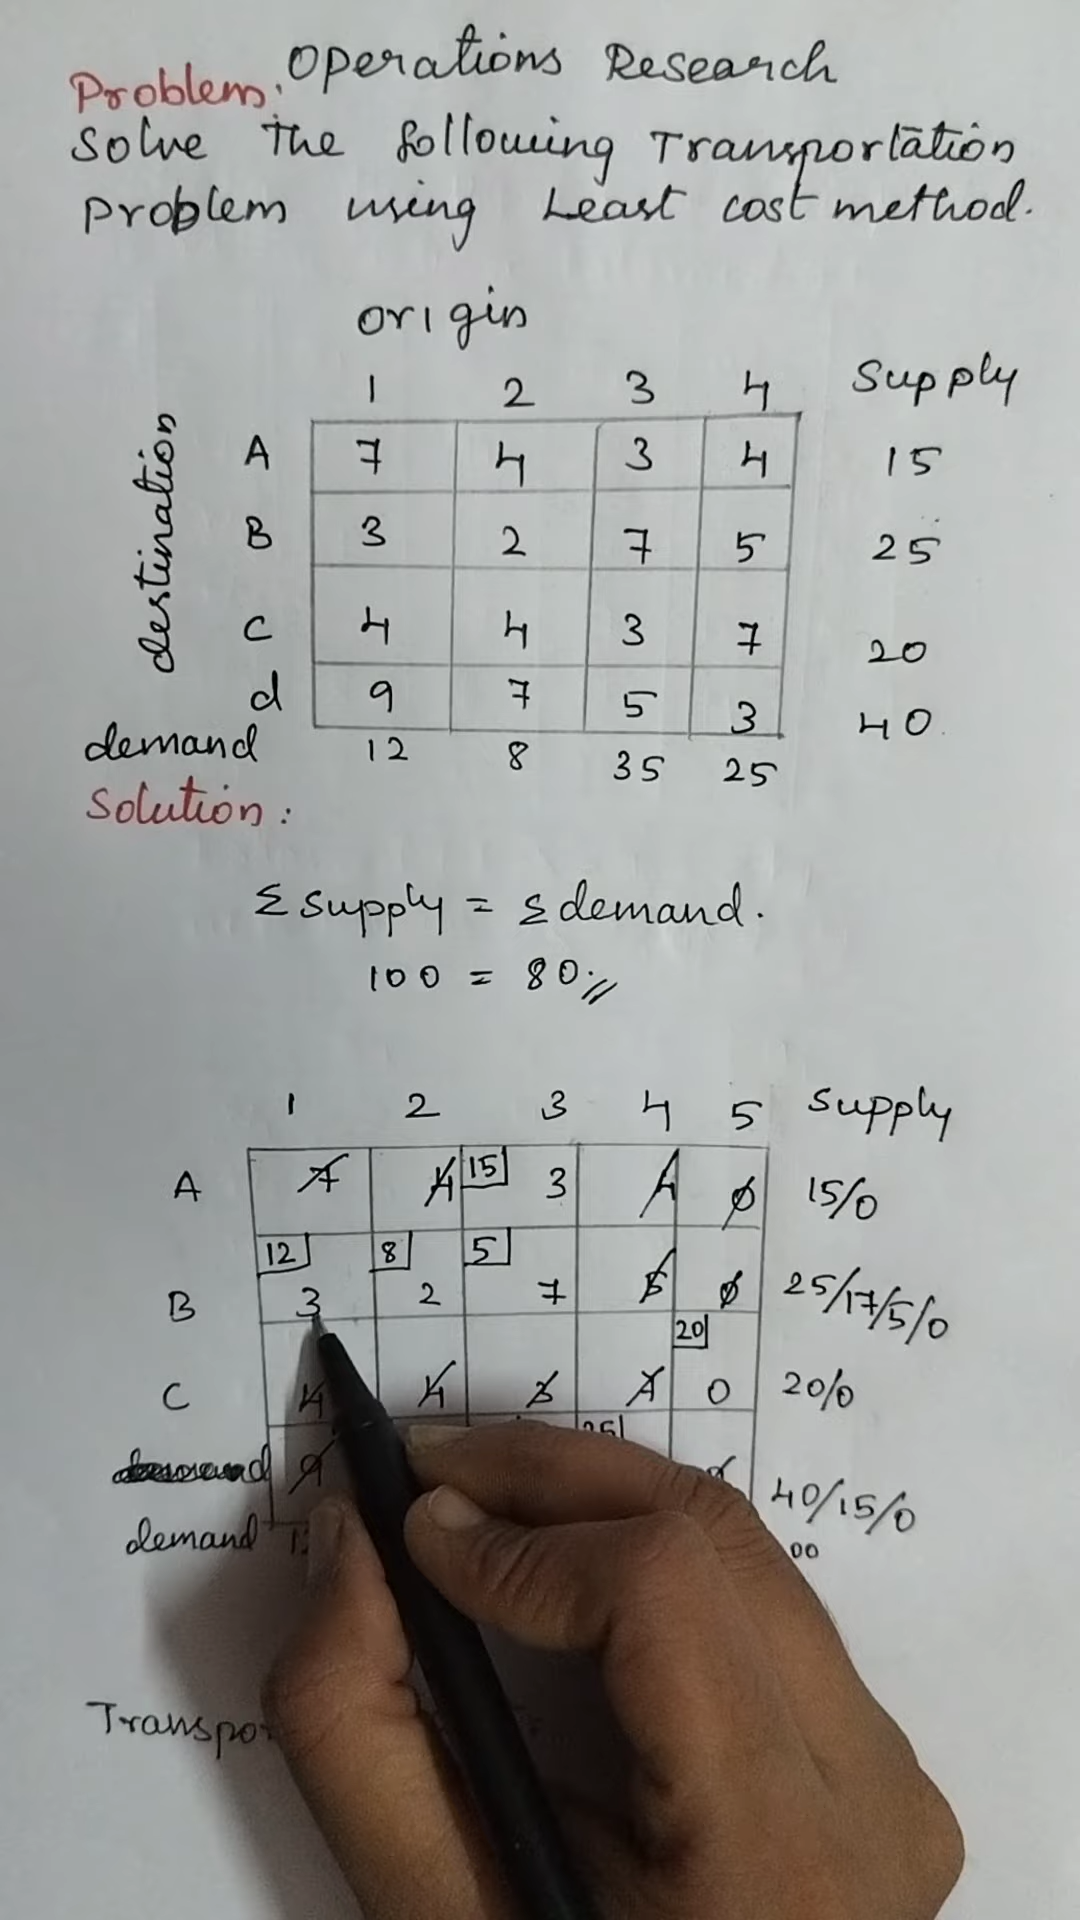 Operations Research
Problem:
Solve The following Transportation
problem using Least cost method.
origin
1 2 3 4 Supply
destination
A 7 4 3 4 15
B 3 2 7 5 25
C 4 4 3 7 20
d 9 7 5 3 40
demand 12 8 35 25
Solution:
Σ Supply = Σ demand.
100 = 80
1 2 3 4 5 Supply
A 7 4 15 3 4 0 15/0
B 12 3 8 2 5 7 5 0 25/17/5/0
C 4 4 3 7 20 0 20/0
9 0 40/15/0
demand